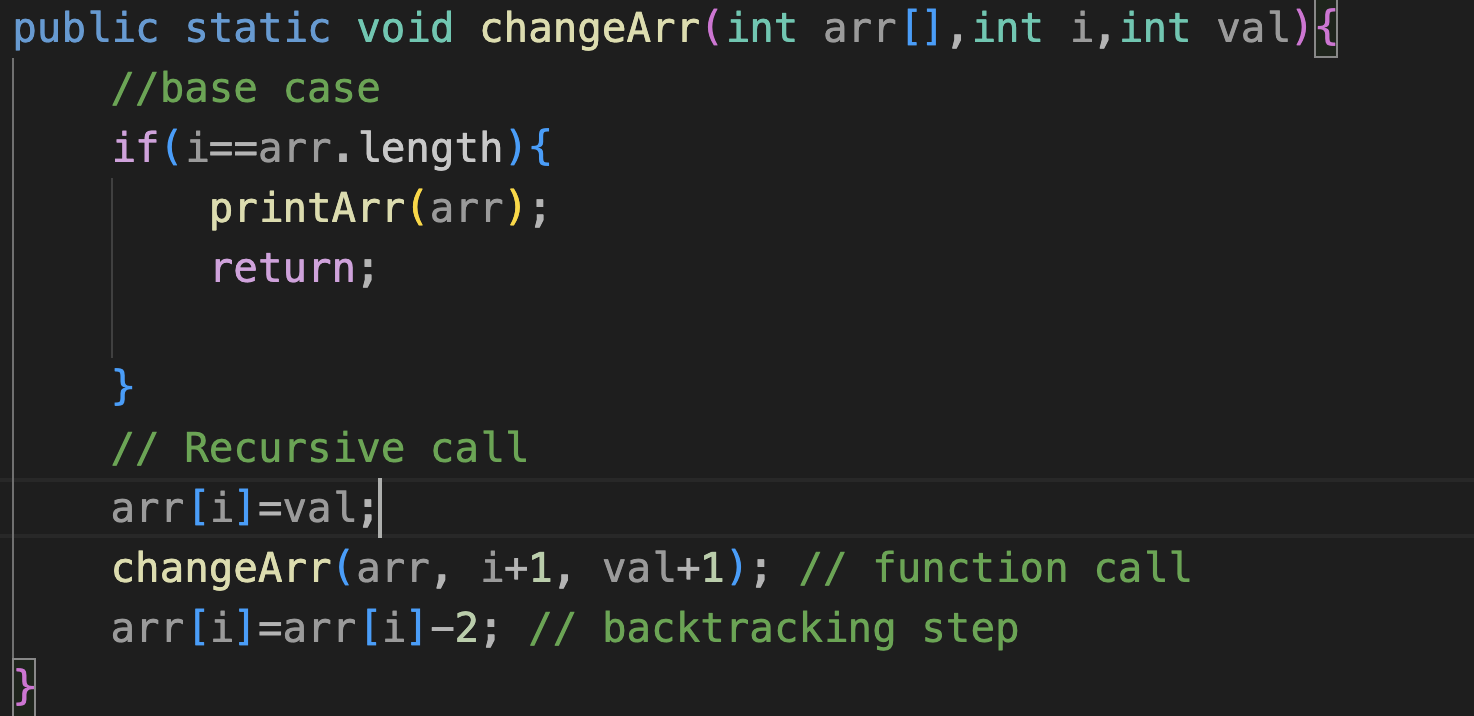 public static void changeArr(int arr[],int i,int val){
//base case
if(i==arr.length){
printArr(arr);
return;
}
// Recursive call
arr[i]=val;
changeArr(arr, i+1, val+1); // function call
arr[i]=arr[i]-2; // backtracking step
}